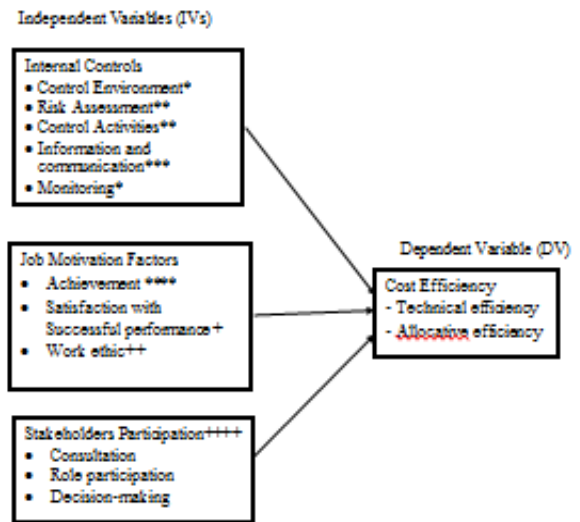 Independent Variables (IVs)
Internal Controls
● Control Environment*
● Risk Assessment**
● Control Activities**
● Information and
communication***
● Monitoring*
Job Motivation Factors
● Achievement ****
● Satisfaction with
Successful performance+
● Work ethic++
Stakeholders Participation++++
● Consultation
● Role participation
● Decision-making
Dependent Variable (DV)
Cost Efficiency
- Technical efficiency
- Allocative efficiency